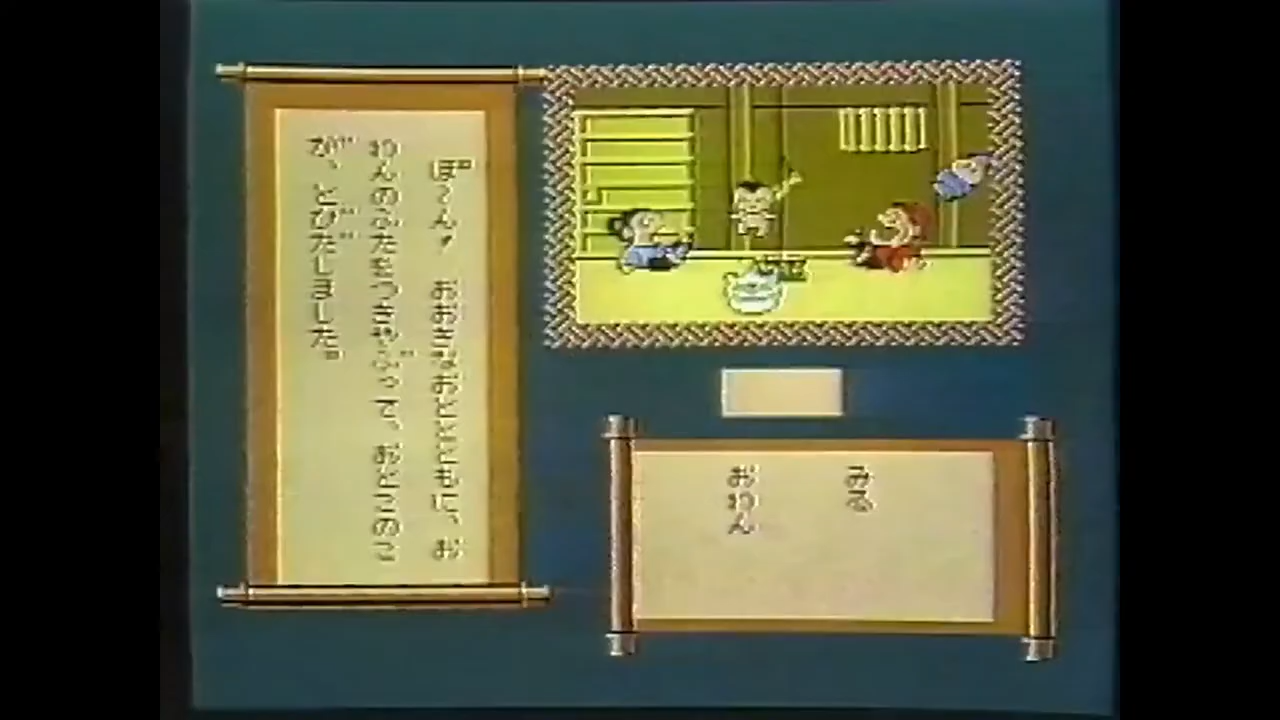 ぽ〜ん！ おおきなおととともに、お
わんのふたをつきやぶって、おとこのこ
が、とびだしました。
みる
おわん